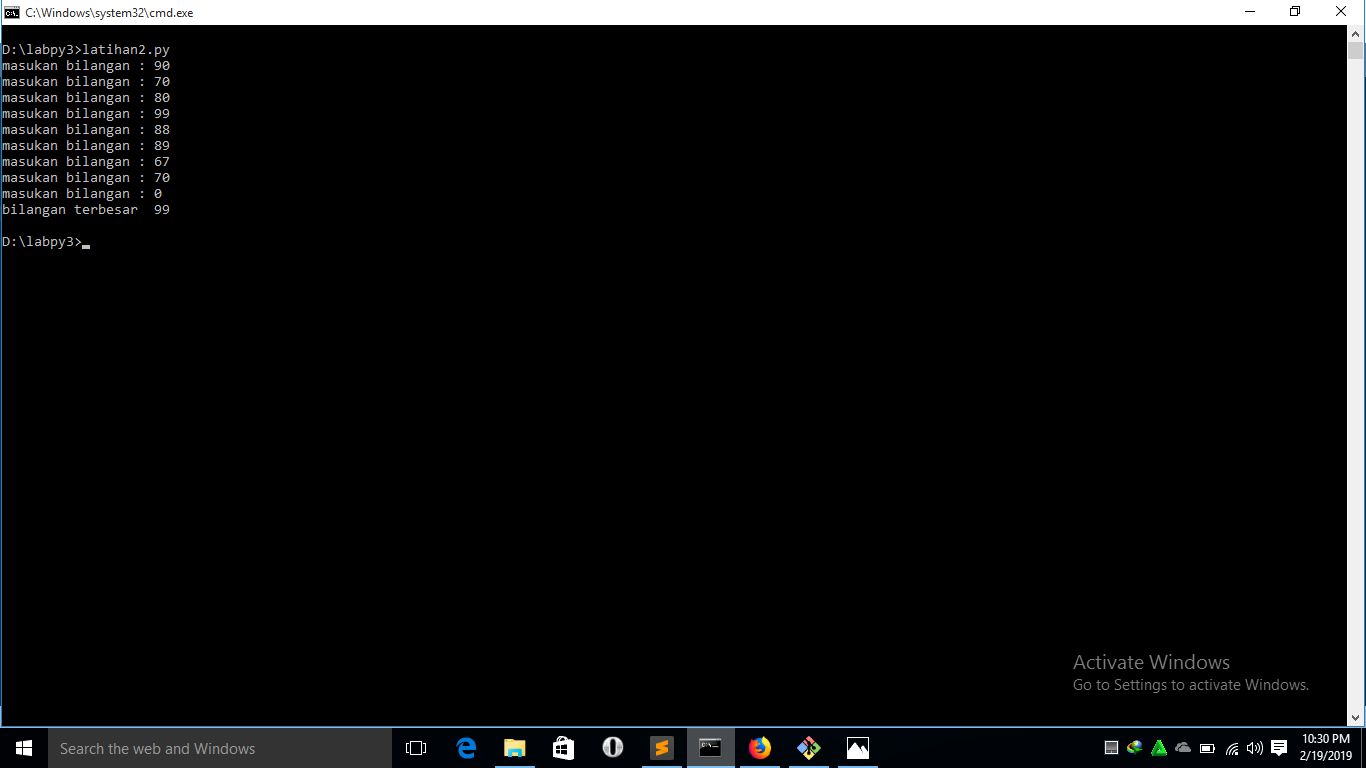 C:\Windows\system32\cmd.exe
D:\labpy3>latihan2.py
masukan bilangan : 90
masukan bilangan : 70
masukan bilangan : 80
masukan bilangan : 99
masukan bilangan : 88
masukan bilangan : 89
masukan bilangan : 67
masukan bilangan : 70
masukan bilangan : 0
bilangan terbesar  99
D:\labpy3>
Activate Windows
Go to Settings to activate Windows.
Search the web and Windows
10:30 PM
2/19/2019